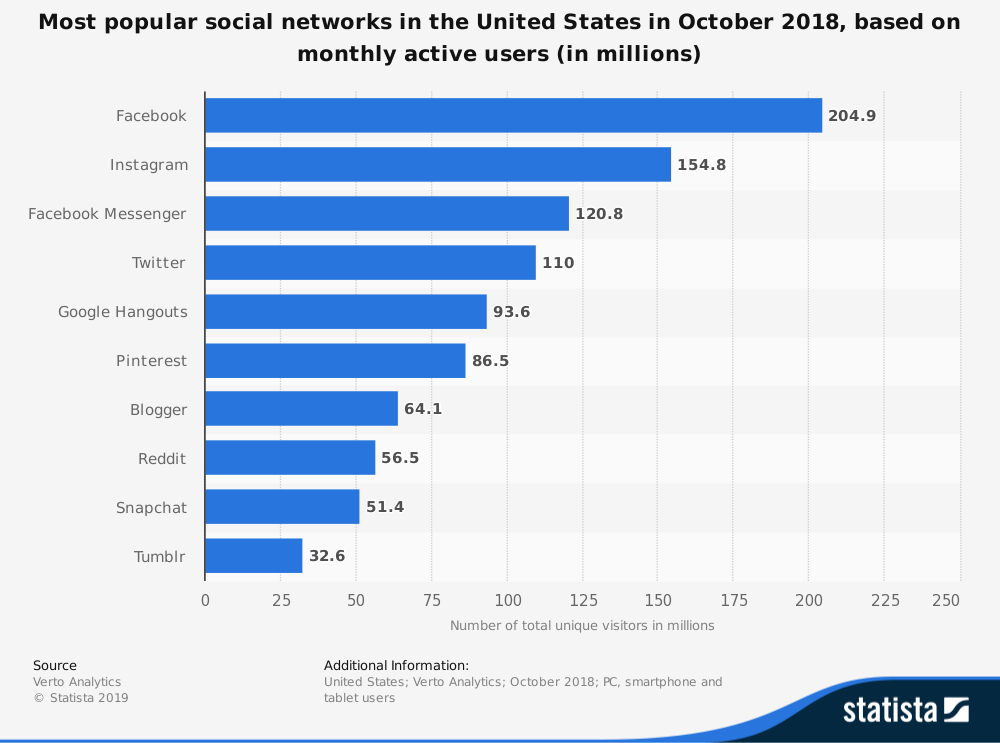 Most popular social networks in the United States in October 2018, based on
monthly active users (in millions)
Facebook 204.9
Instagram 154.8
Facebook Messenger 120.8
Twitter 110
Google Hangouts 93.6
Pinterest 86.5
Blogger 64.1
Reddit 56.5
Snapchat 51.4
Tumblr 32.6
0 25 50 75 100 125 150 175 200 225 250
Number of total unique visitors in millions
Source
Verto Analytics
© Statista 2019
Additional Information:
United States; Verto Analytics; October 2018; PC, smartphone and
tablet users
statista